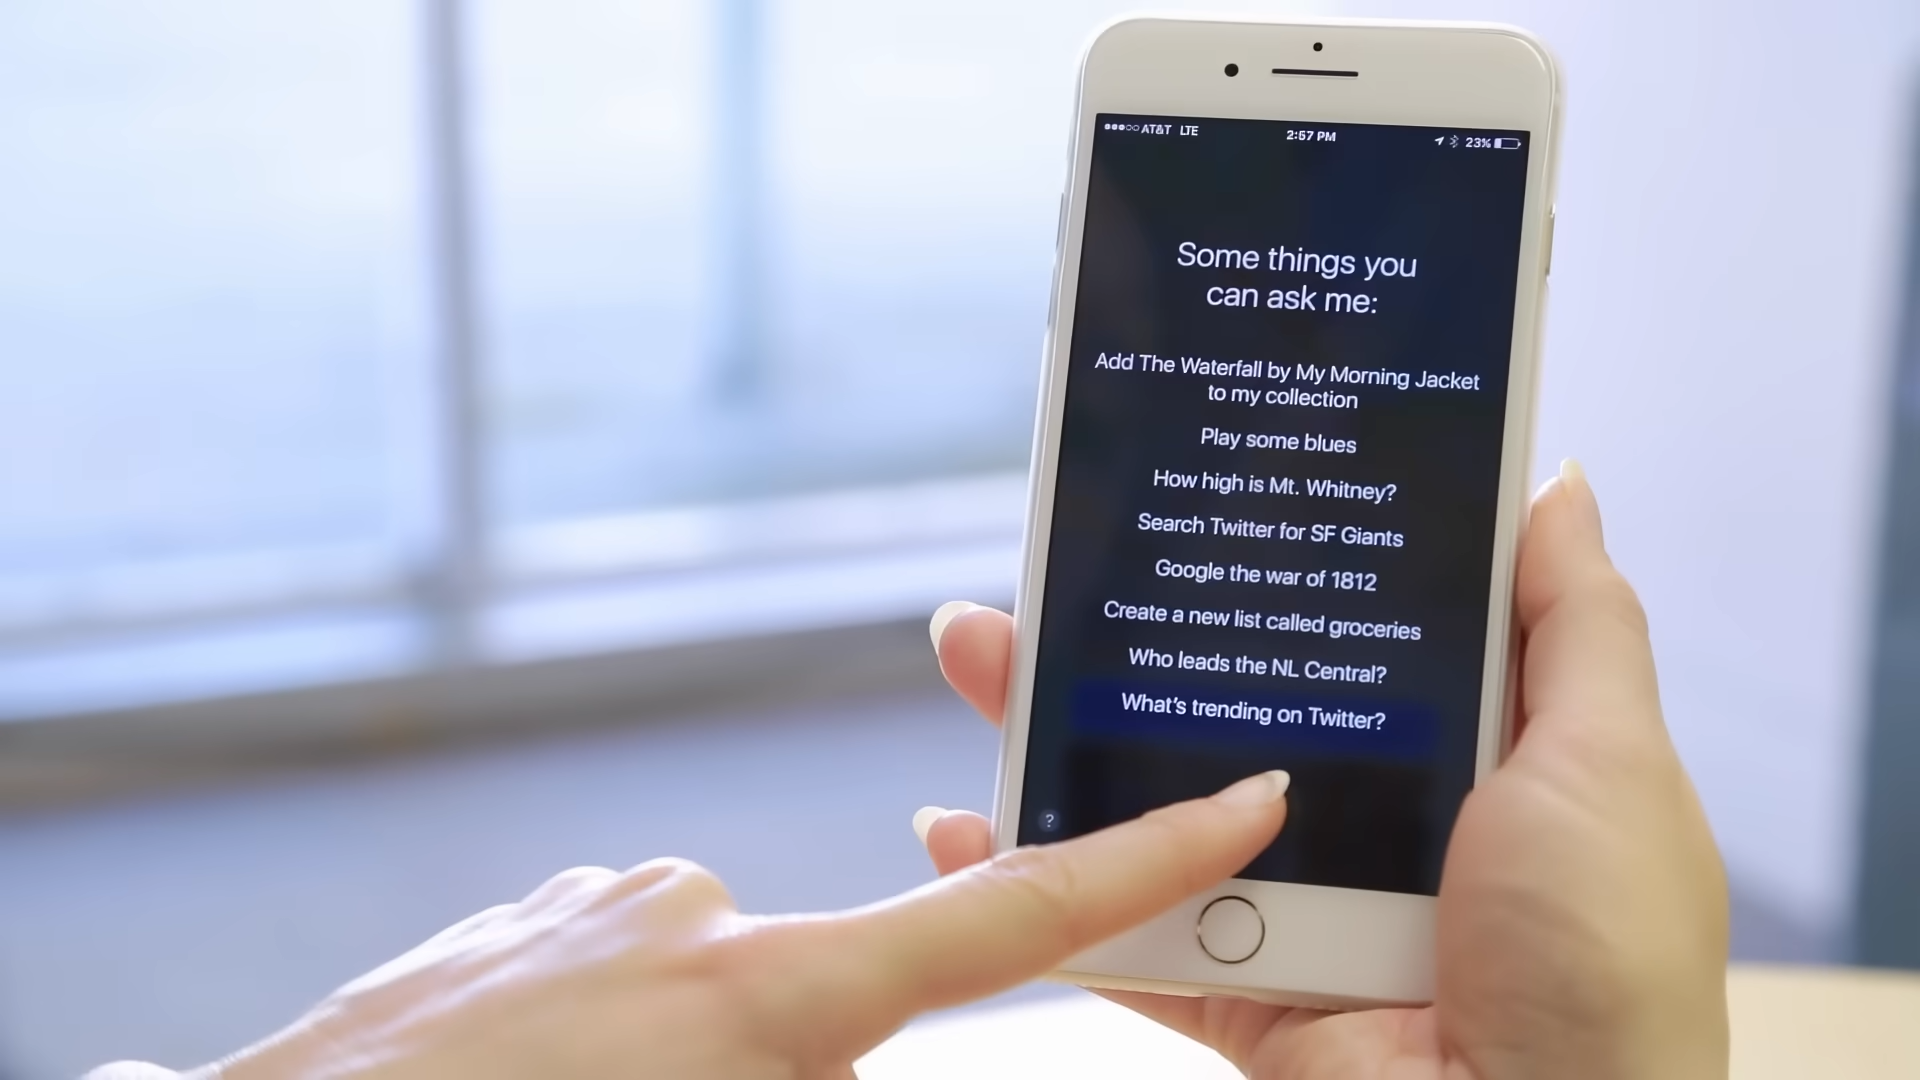 AT&T LTE 2:57 PM 23%
Some things you
can ask me:
Add The Waterfall by My Morning Jacket
to my collection
Play some blues
How high is Mt. Whitney?
Search Twitter for SF Giants
Google the war of 1812
Create a new list called groceries
Who leads the NL Central?
What's trending on Twitter?
?